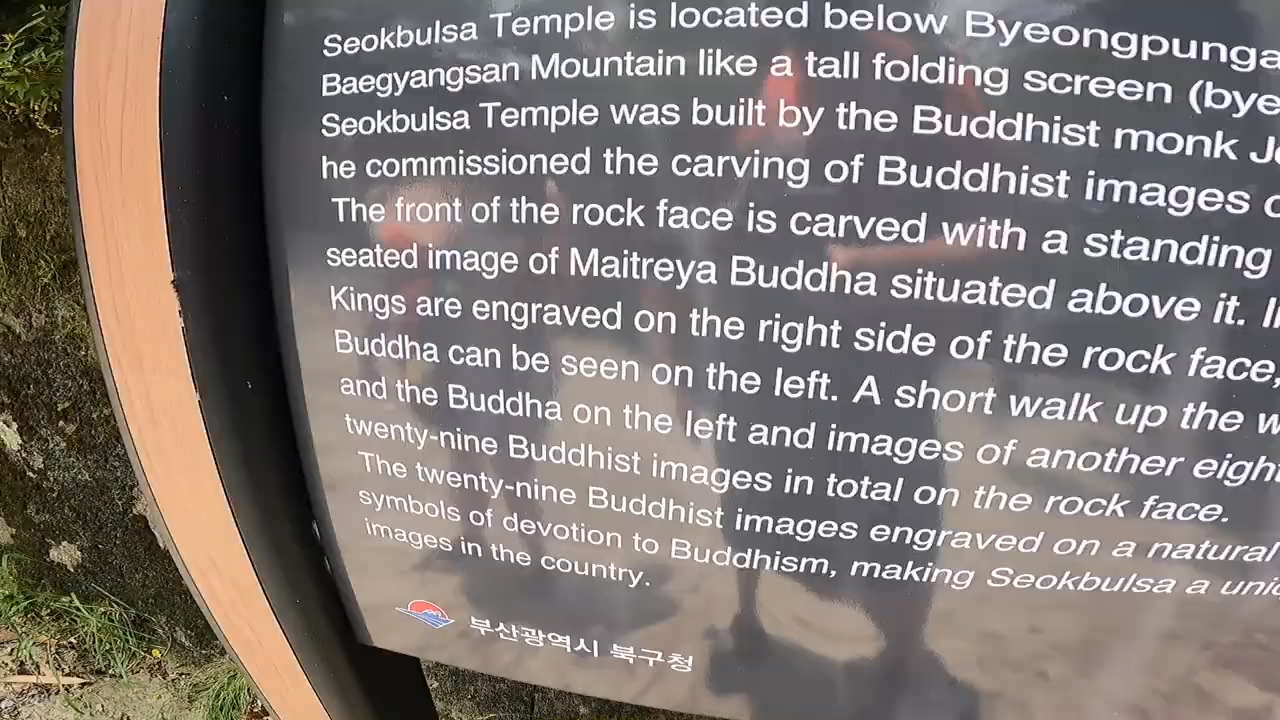 Seokbulsa Temple is located below
Baegyangsan Mountain like a tall folding screen
Seokbulsa Temple was built by the Buddhist monk
he commissioned the carving of Buddhist images
The front of the rock face is carved with a standing
seated image of Maitreya Buddha situated above it.
Kings are engraved on the right side of the rock face,
Buddha can be seen on the left. A short walk up the
and the Buddha on the left and images of another
twenty-nine Buddhist images in total on the rock face.
The twenty-nine Buddhist images engraved on a natural
symbols of devotion to Buddhism, making Seokbulsa a
images in the country.
부산광역시 북구청